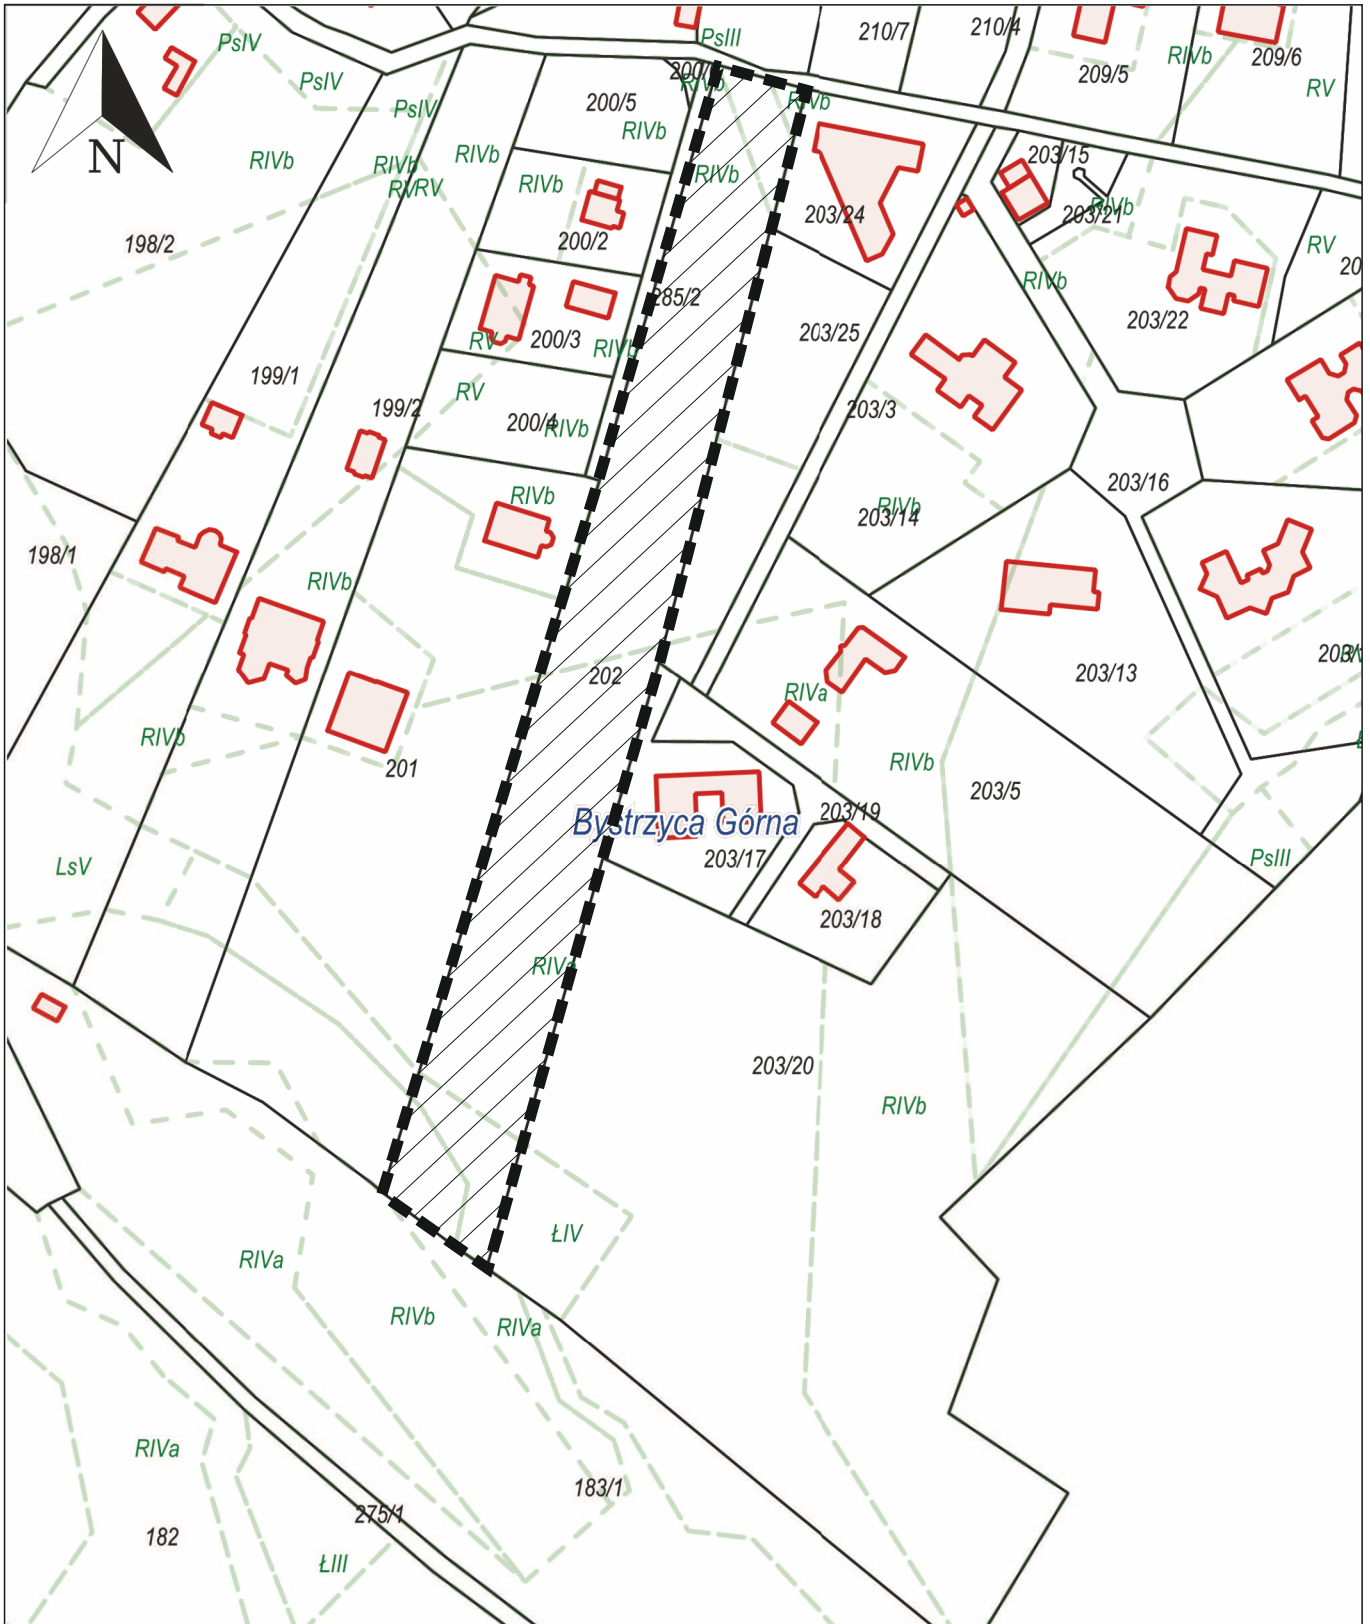 PsIII
210/7
210/4
PsIV
209/5
RIVb
209/6
200/
PsIV
RIVb
RV
200/5
RIVb
PsIV
RIVb
N
RIVb
RIVb
RIVb
203/15
RIVb
RIVb
RVRV
RIVb
203/24
203/21
RIVb
198/2
200/2
RV
20
RIVb
285/2
203/22
203/25
200/3
RV
RIVb
199/1
RV
199/2
203/3
200/4
RIVb
203/16
RIVb
RIVb
203/14
198/1
RIVb
203/
202
203/13
RIVa
RIVb
201
RIVb
203/5
203/19
Bystrzyca Górna
203/17
PsIII
LsV
203/18
RIVa
203/20
RIVb
ŁIV
RIVa
RIVb
RIVa
RIVa
183/1
275/1
182
ŁIII